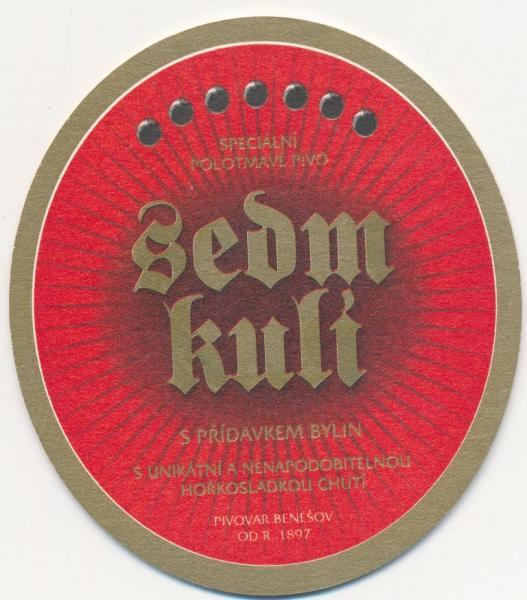 SPECIÁLNÍ
POLOTMAVÉ PIVO
Sedm
kulí
S PŘÍDAVKEM BYLIN
S UNIKÁTNÍ A NENAPODOBITELNOU
HOŘKOSLADKOU CHUTÍ
PIVOVAR BENEŠOV
OD R. 1897